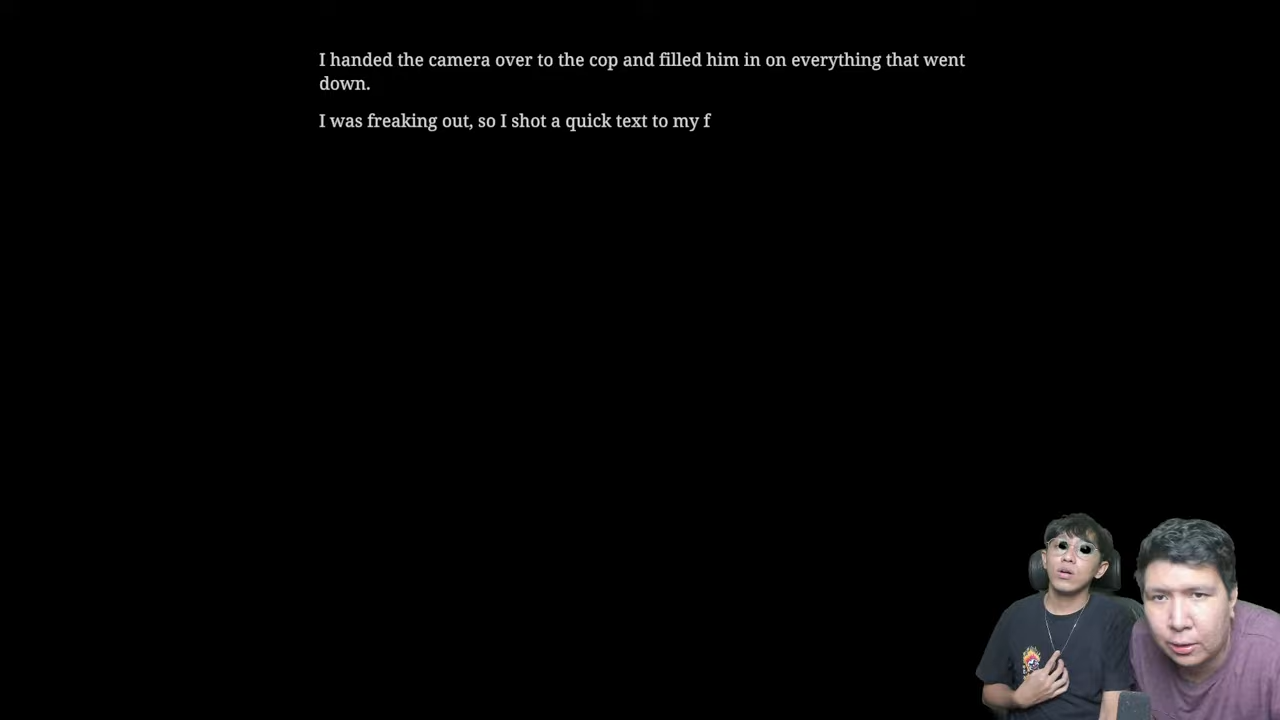 I handed the camera over to the cop and filled him in on everything that went
down.
I was freaking out, so I shot a quick text to my f